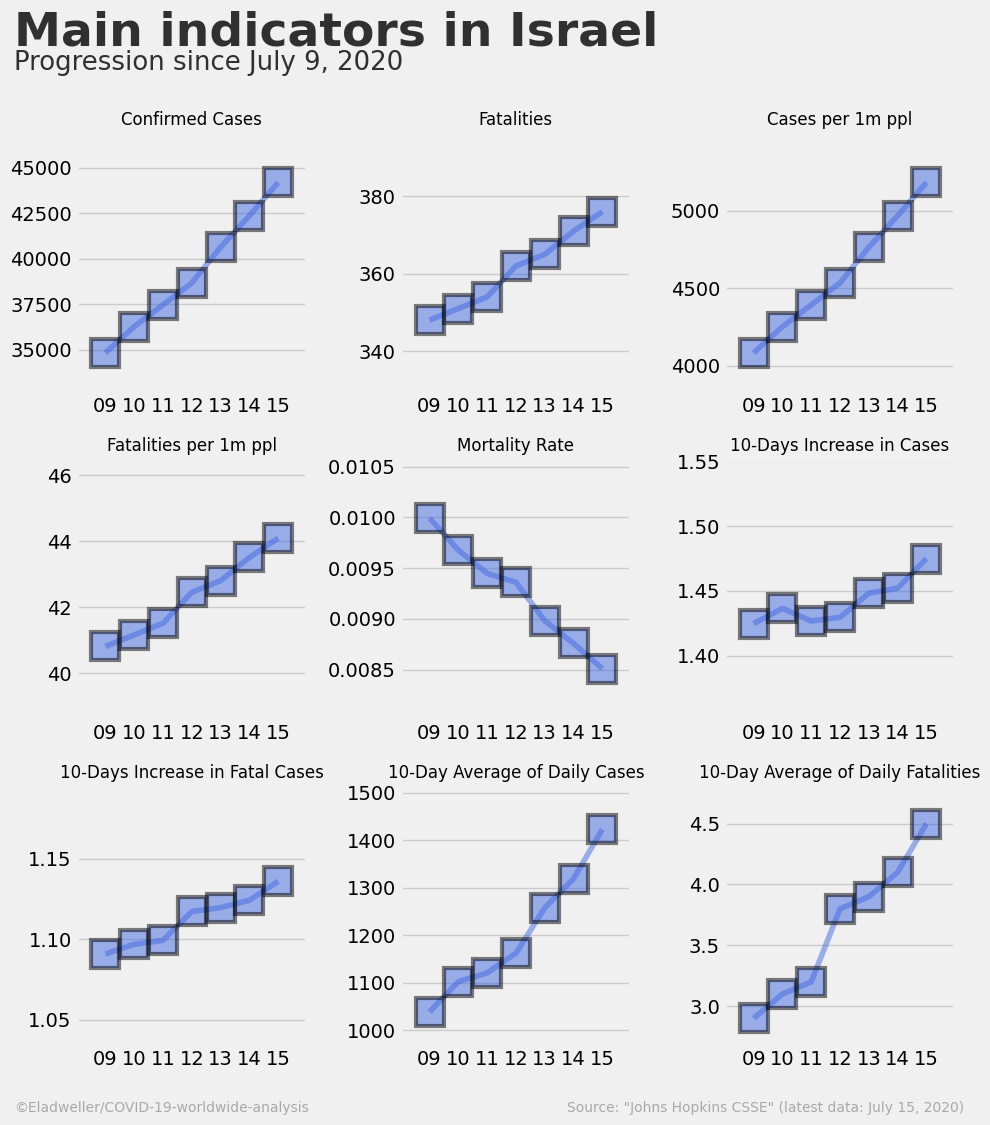 Main indicators in Israel
Progression since July 9, 2020
Confirmed Cases
45000
42500
40000
37500
35000
09 10 11 12 13 14 15
Fatalities
380
360
340
09 10 11 12 13 14 15
Cases per 1m ppl
5000
4500
4000
09 10 11 12 13 14 15
Fatalities per 1m ppl
46
44
42
40
09 10 11 12 13 14 15
Mortality Rate
0.0105
0.0100
0.0095
0.0090
0.0085
09 10 11 12 13 14 15
10-Days Increase in Cases
1.55
1.50
1.45
1.40
09 10 11 12 13 14 15
10-Days Increase in Fatal Cases
1.15
1.10
1.05
09 10 11 12 13 14 15
10-Day Average of Daily Cases
1500
1400
1300
1200
1100
1000
09 10 11 12 13 14 15
10-Day Average of Daily Fatalities
4.5
4.0
3.5
3.0
09 10 11 12 13 14 15
©Eladweller/COVID-19-worldwide-analysis
Source: "Johns Hopkins CSSE" (latest data: July 15, 2020)